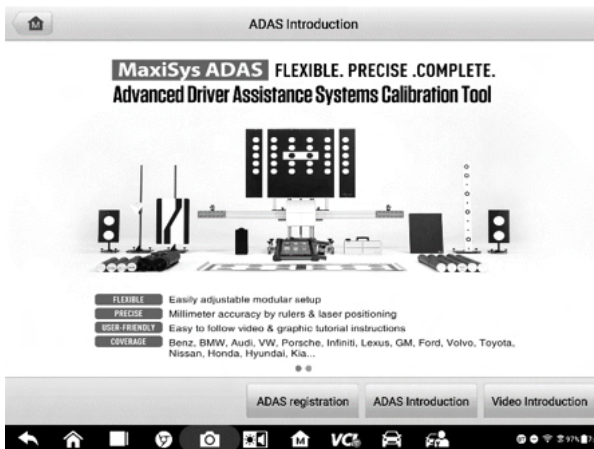 ADAS Introduction
MaxiSys ADAS FLEXIBLE. PRECISE .COMPLETE.
Advanced Driver Assistance Systems Calibration Tool
FLEXIBLE Easily adjustable modular setup
PRECISE Millimeter accuracy by rulers & laser positioning
USER-FRIENDLY Easy to follow video & graphic tutorial instructions
COVERAGE Benz, BMW, Audi, VW, Porsche, Infiniti, Lexus, GM, Ford, Volvo, Toyota,
Nissan, Honda, Hyundai, Kia...
ADAS registration ADAS Introduction Video Introduction
VCI 97%